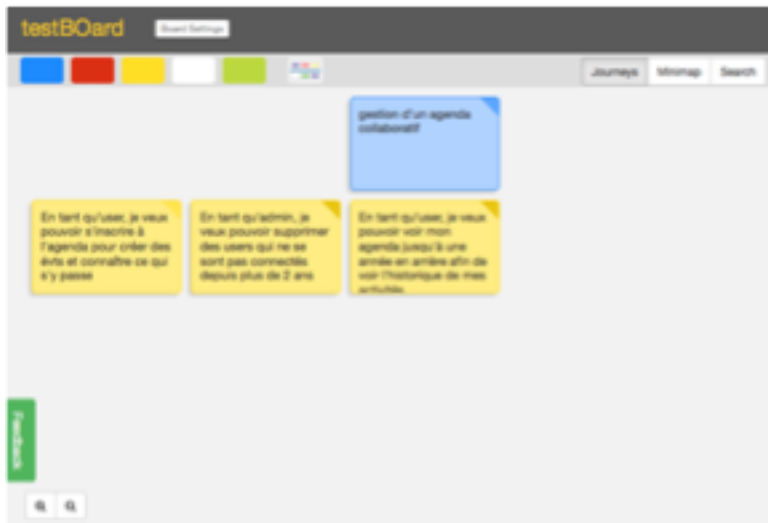 testBOard
Board Settings
Journeys
Minimap
Search
gestion d'un agenda
collaboratif
En tant qu'user, je veux
pouvoir s'inscrire à
l'agenda pour créer des
évts et connaître ce qui
s'y passe
En tant qu'admin, je
veux pouvoir supprimer
des users qui ne se
sont pas connectés
depuis plus de 2 ans
En tant qu'user, je veux
pouvoir voir mon
agenda jusqu'à une
année en arrière afin de
voir l'historique de mes
activités
Feedback